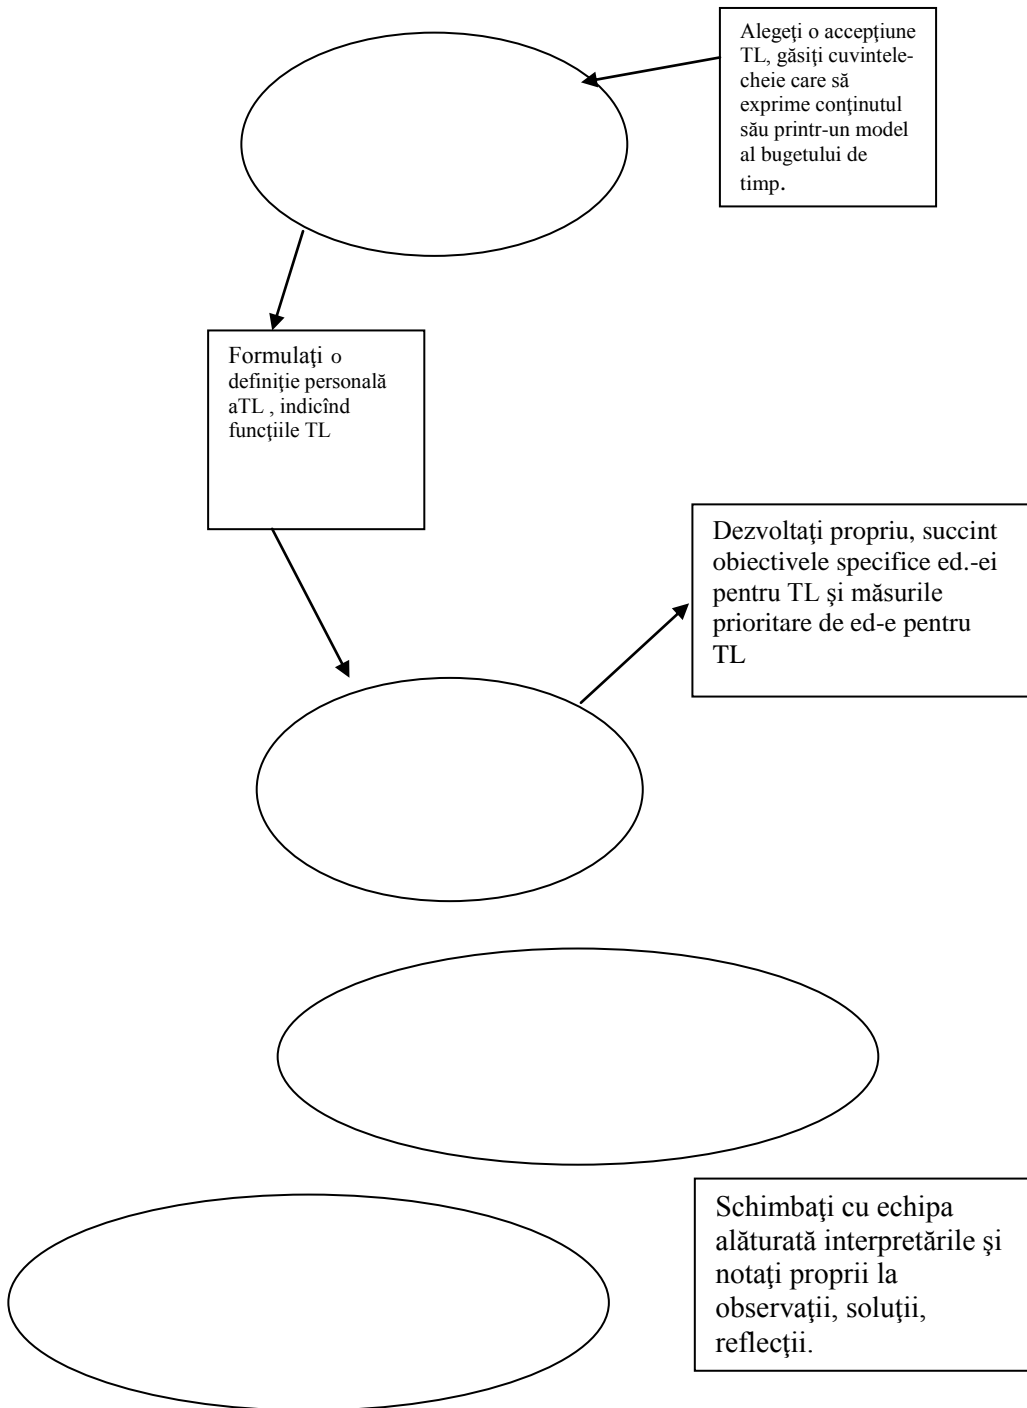 Alegeţi o accepţiune
TL, găsiţi cuvintele-
cheie care să
exprime conţinutul
său printr-un model
al bugetului de
timp.
Formulaţi o
definiţie personală
aTL , indicînd
funcţiile TL
Dezvoltaţi propriu, succint
obiectivele specifice ed.-ei
pentru TL şi măsurile
prioritare de ed-e pentru
TL
Schimbaţi cu echipa
alăturată interpretările şi
notaţi proprii la
observaţii, soluţii,
reflecţii.